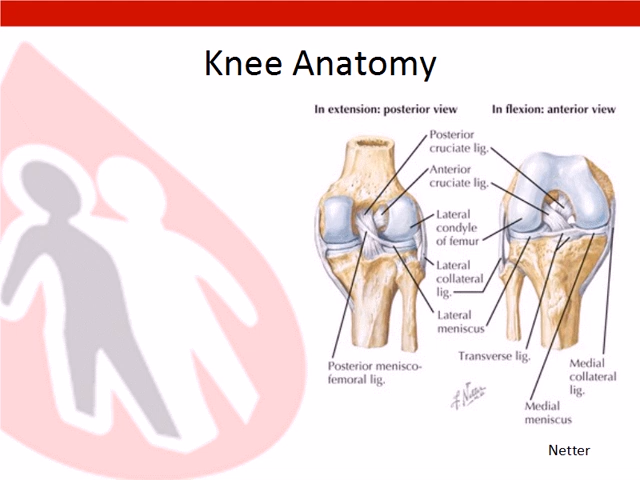 Knee Anatomy
In extension: posterior view
In flexion: anterior view
Posterior
cruciate lig.
Anterior
cruciate lig.
Lateral
condyle
of femur
Lateral
collateral
lig.
Lateral
meniscus
Posterior menisco-
femoral lig.
Transverse lig.
Medial
collateral
lig.
Medial
meniscus
F. Netter
Netter